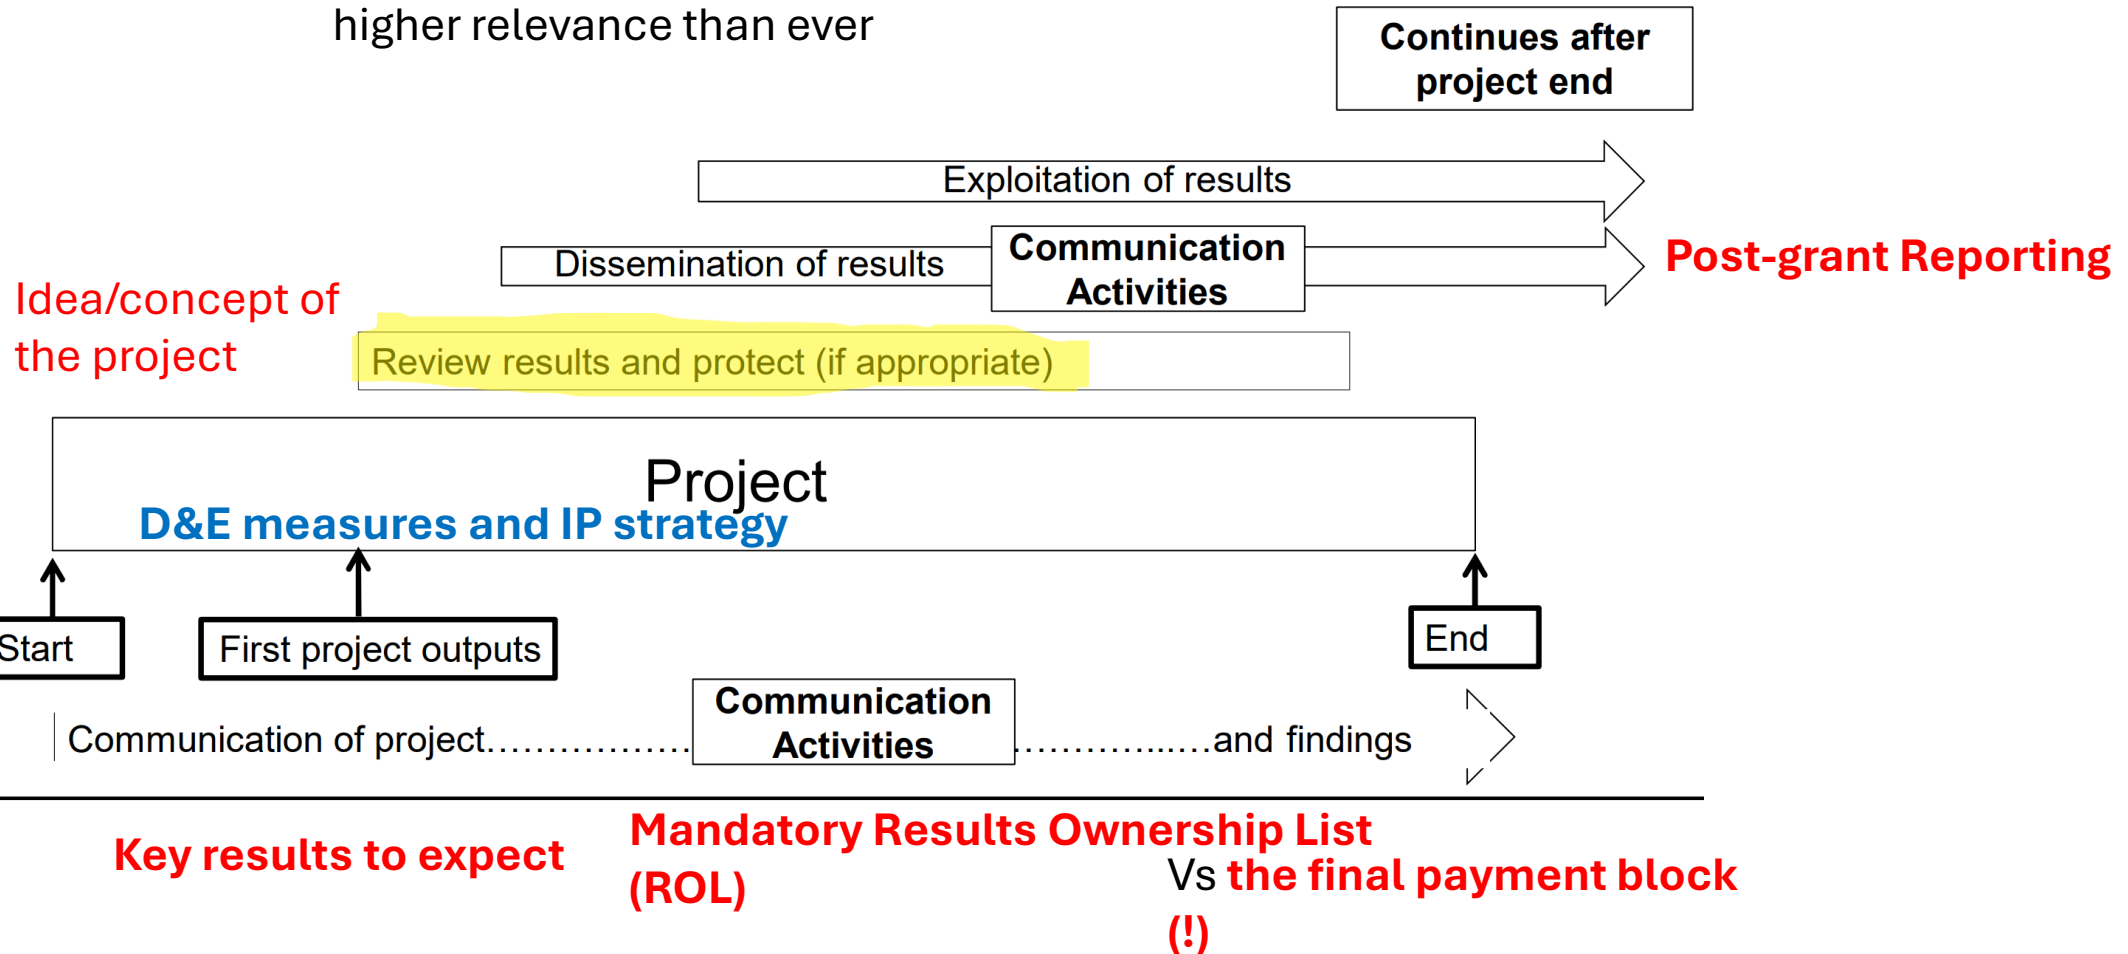 higher relevance than ever
Continues after
project end
Exploitation of results
Dissemination of results
Communication
Activities
Post-grant Reporting
Idea/concept of
the project
Review results and protect (if appropriate)
Project
D&E measures and IP strategy
Start
First project outputs
End
Communication of project.................
Communication
Activities
..................and findings
Key results to expect
Mandatory Results Ownership List
(ROL)
Vs the final payment block
(!)